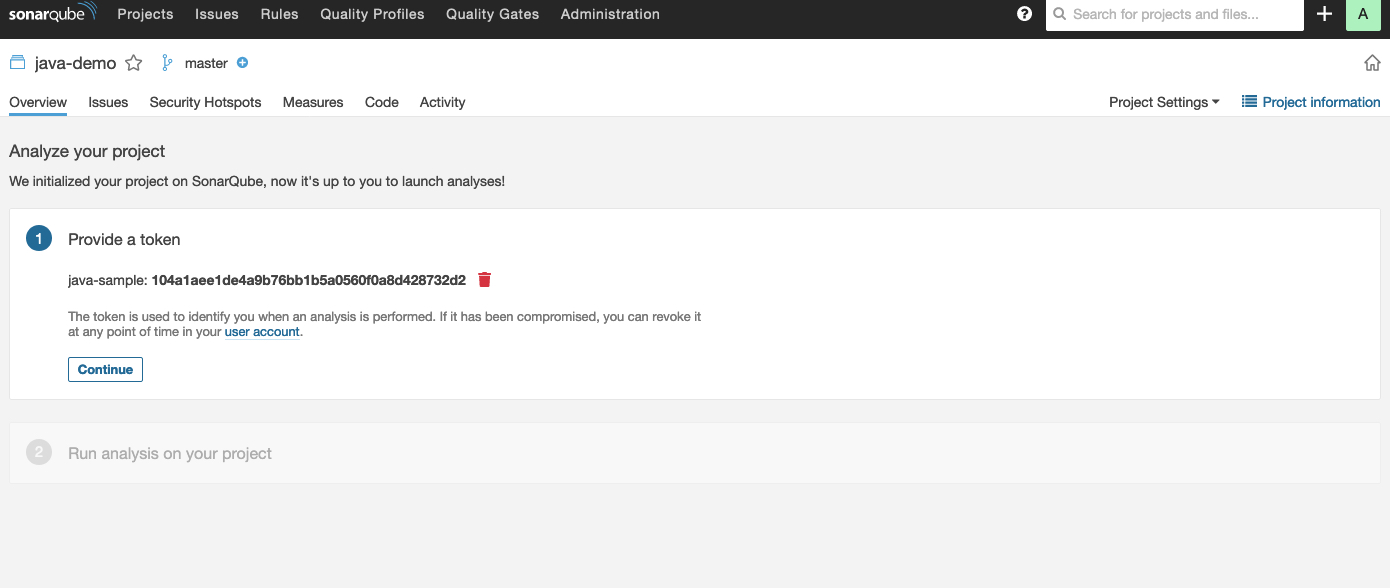 sonarqube Projects Issues Rules Quality Profiles Quality Gates Administration ? Search for projects and files... + A
java-demo master
Overview Issues Security Hotspots Measures Code Activity Project Settings Project information
Analyze your project
We initialized your project on SonarQube, now it's up to you to launch analyses!
1 Provide a token
java-sample: 104a1aee1de4a9b76bb1b5a0560f0a8d428732d2
The token is used to identify you when an analysis is performed. If it has been compromised, you can revoke it
at any point of time in your user account.
Continue
2 Run analysis on your project